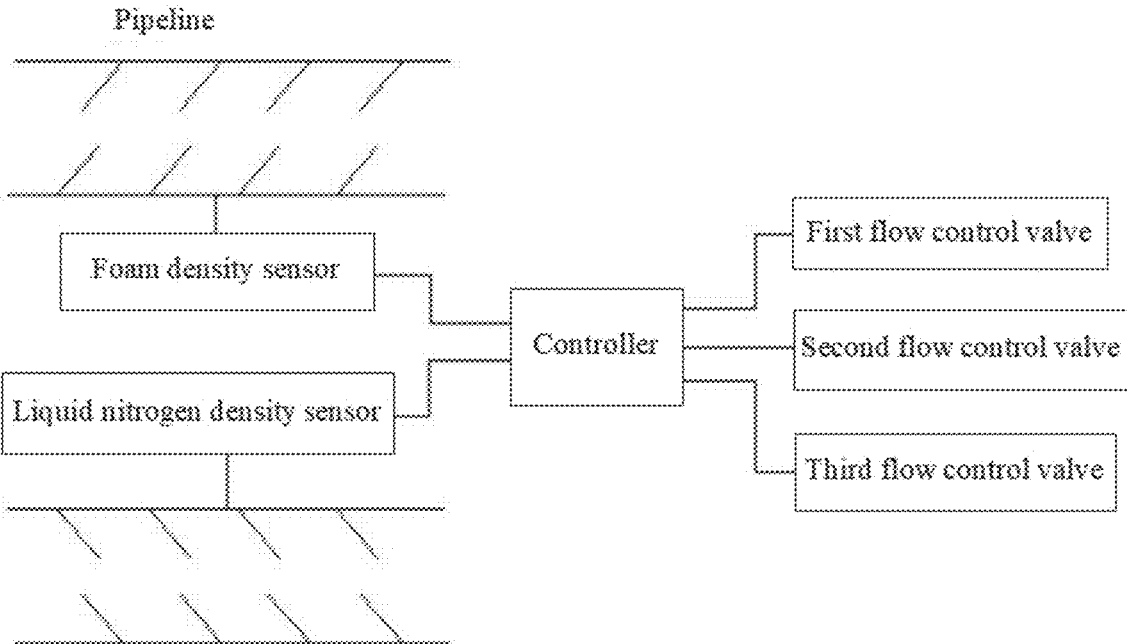 Pipeline
Foam density sensor
Liquid nitrogen density sensor
Controller
First flow control valve
Second flow control valve
Third flow control valve